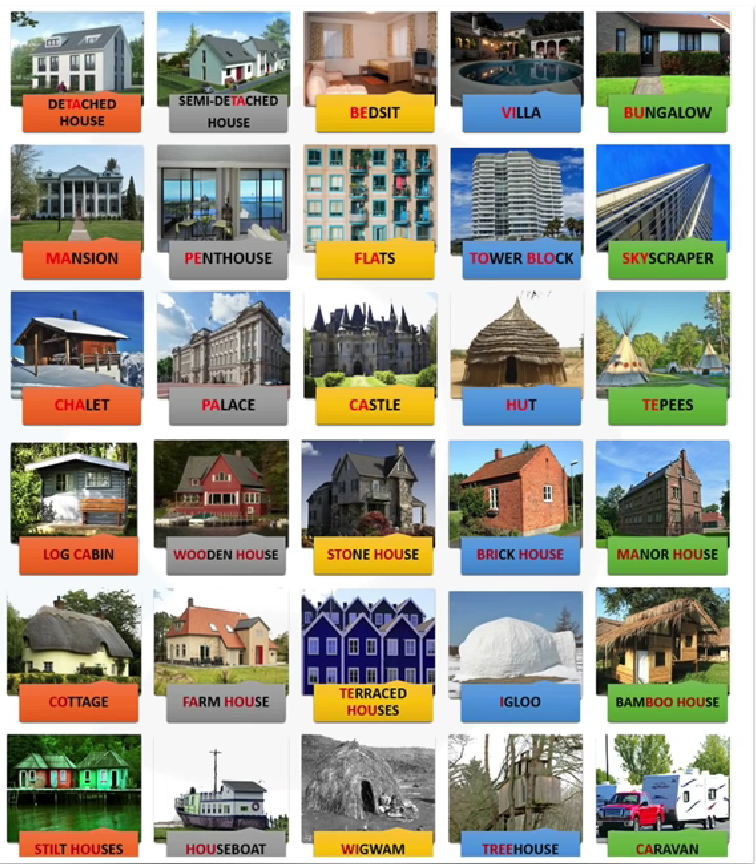 DETACHED
HOUSE
SEMI-DETACHED
HOUSE
BEDSIT
VILLA
BUNGALOW
MANSION
PENTHOUSE
FLATS
TOWER BLOCK
SKYSCRAPER
CHALET
PALACE
CASTLE
HUT
TEPEES
LOG CABIN
WOODEN HOUSE
STONE HOUSE
BRICK HOUSE
MANOR HOUSE
COTTAGE
FARM HOUSE
TERRACED
HOUSES
IGLOO
BAMBOO HOUSE
STILT HOUSES
HOUSEBOAT
WIGWAM
TREEHOUSE
CARAVAN